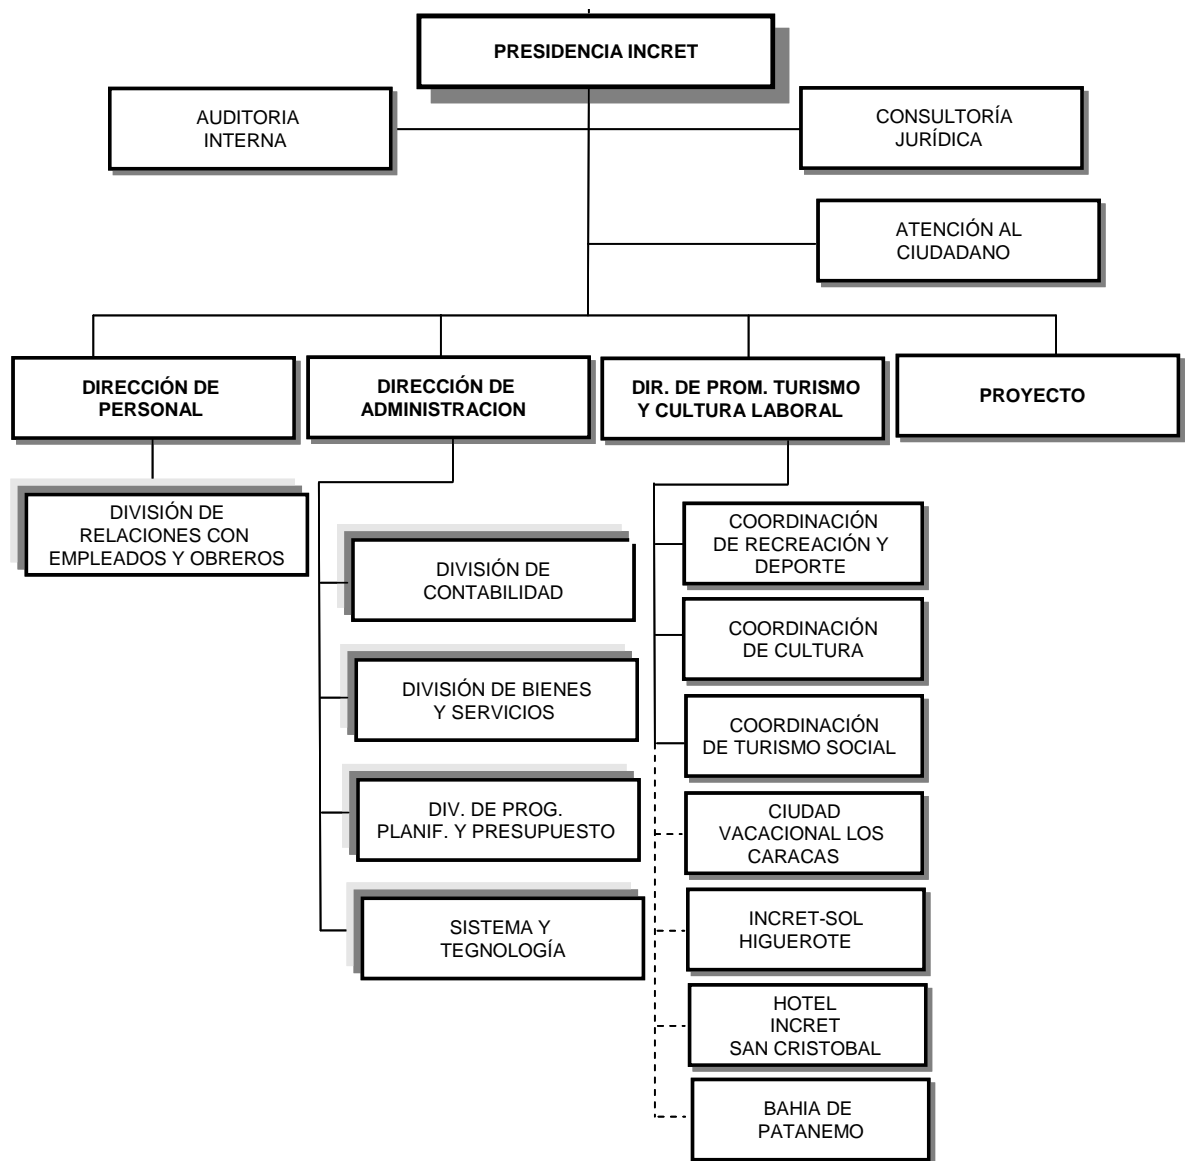 PRESIDENCIA INCRET
AUDITORIA
INTERNA
CONSULTORÍA
JURÍDICA
ATENCIÓN AL
CIUDADANO
DIRECCIÓN DE
PERSONAL
DIRECCIÓN DE
ADMINISTRACION
DIR. DE PROM. TURISMO
Y CULTURA LABORAL
PROYECTO
DIVISIÓN DE
RELACIONES CON
EMPLEADOS Y OBREROS
DIVISIÓN DE
CONTABILIDAD
DIVISIÓN DE BIENES
Y SERVICIOS
DIV. DE PROG.
PLANIF. Y PRESUPUESTO
SISTEMA Y
TEGNOLOGÍA
COORDINACIÓN
DE RECREACIÓN Y
DEPORTE
COORDINACIÓN
DE CULTURA
COORDINACIÓN
DE TURISMO SOCIAL
CIUDAD
VACACIONAL LOS
CARACAS
INCRET-SOL
HIGUEROTE
HOTEL
INCRET
SAN CRISTOBAL
BAHIA DE
PATANEMO